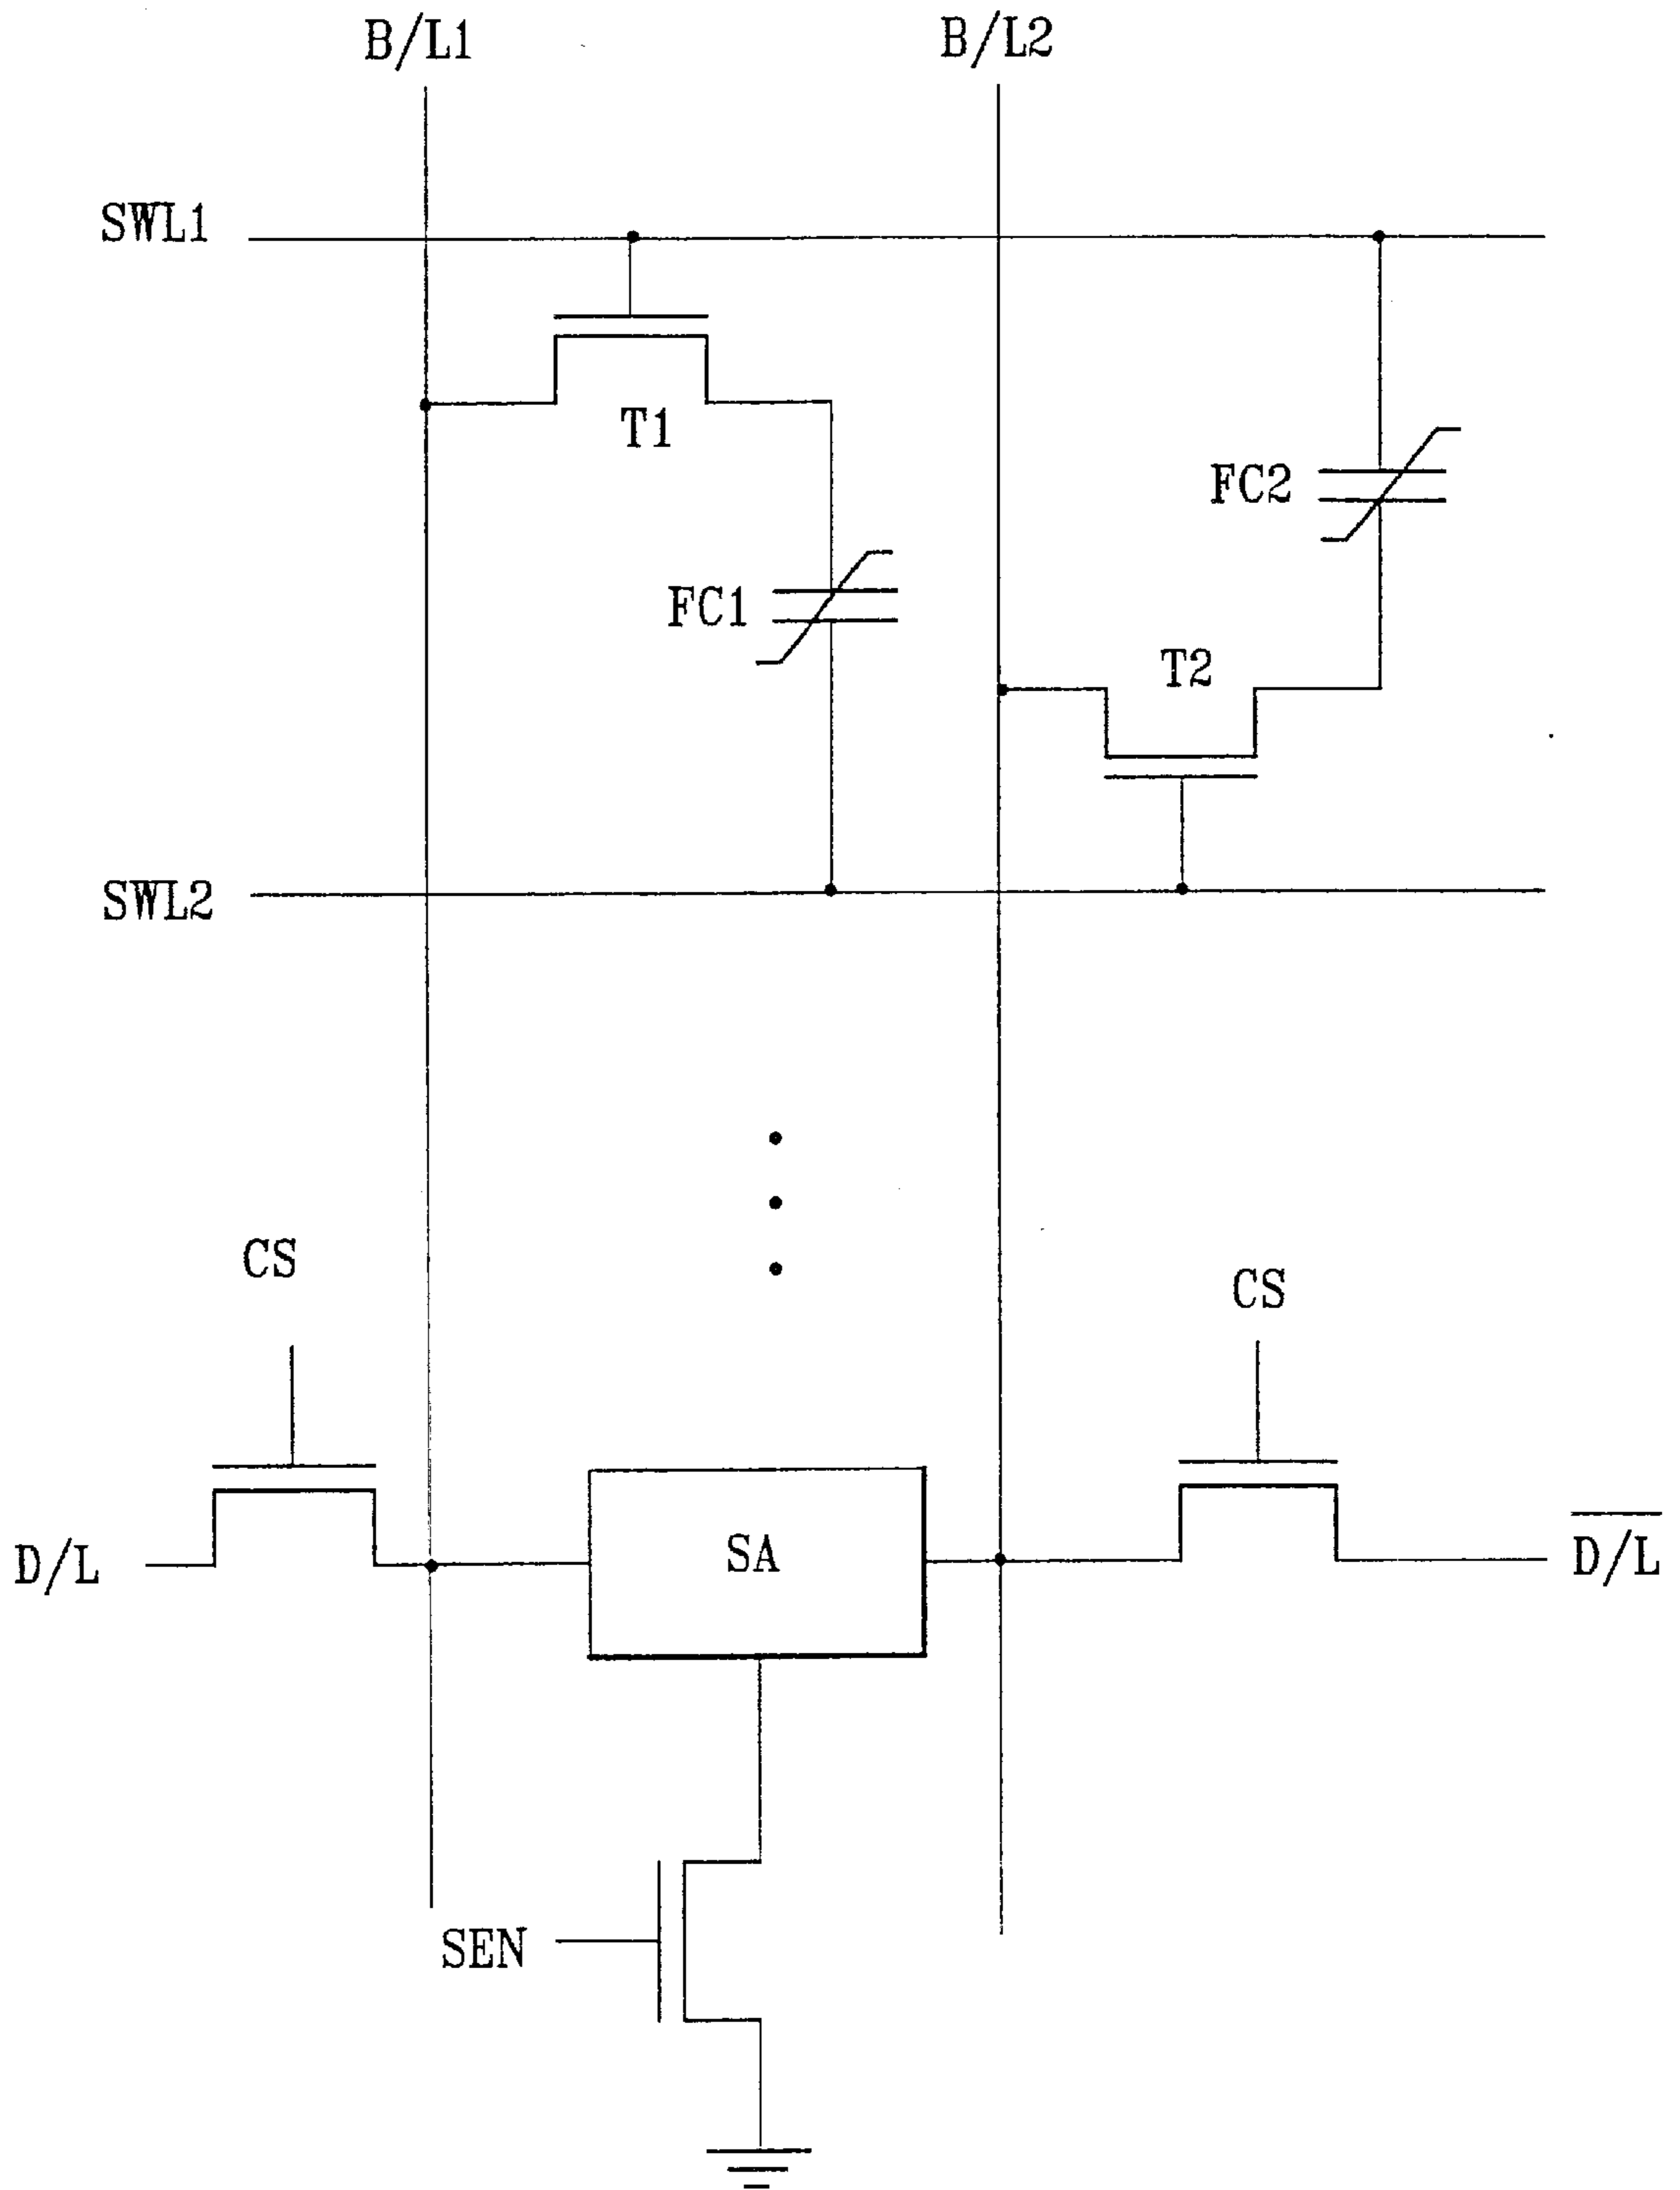 B/L1
B/L2
SWL1
T1
FC2
FC1
T2
SWL2
CS
CS
D/L
SA
D/L
SEN